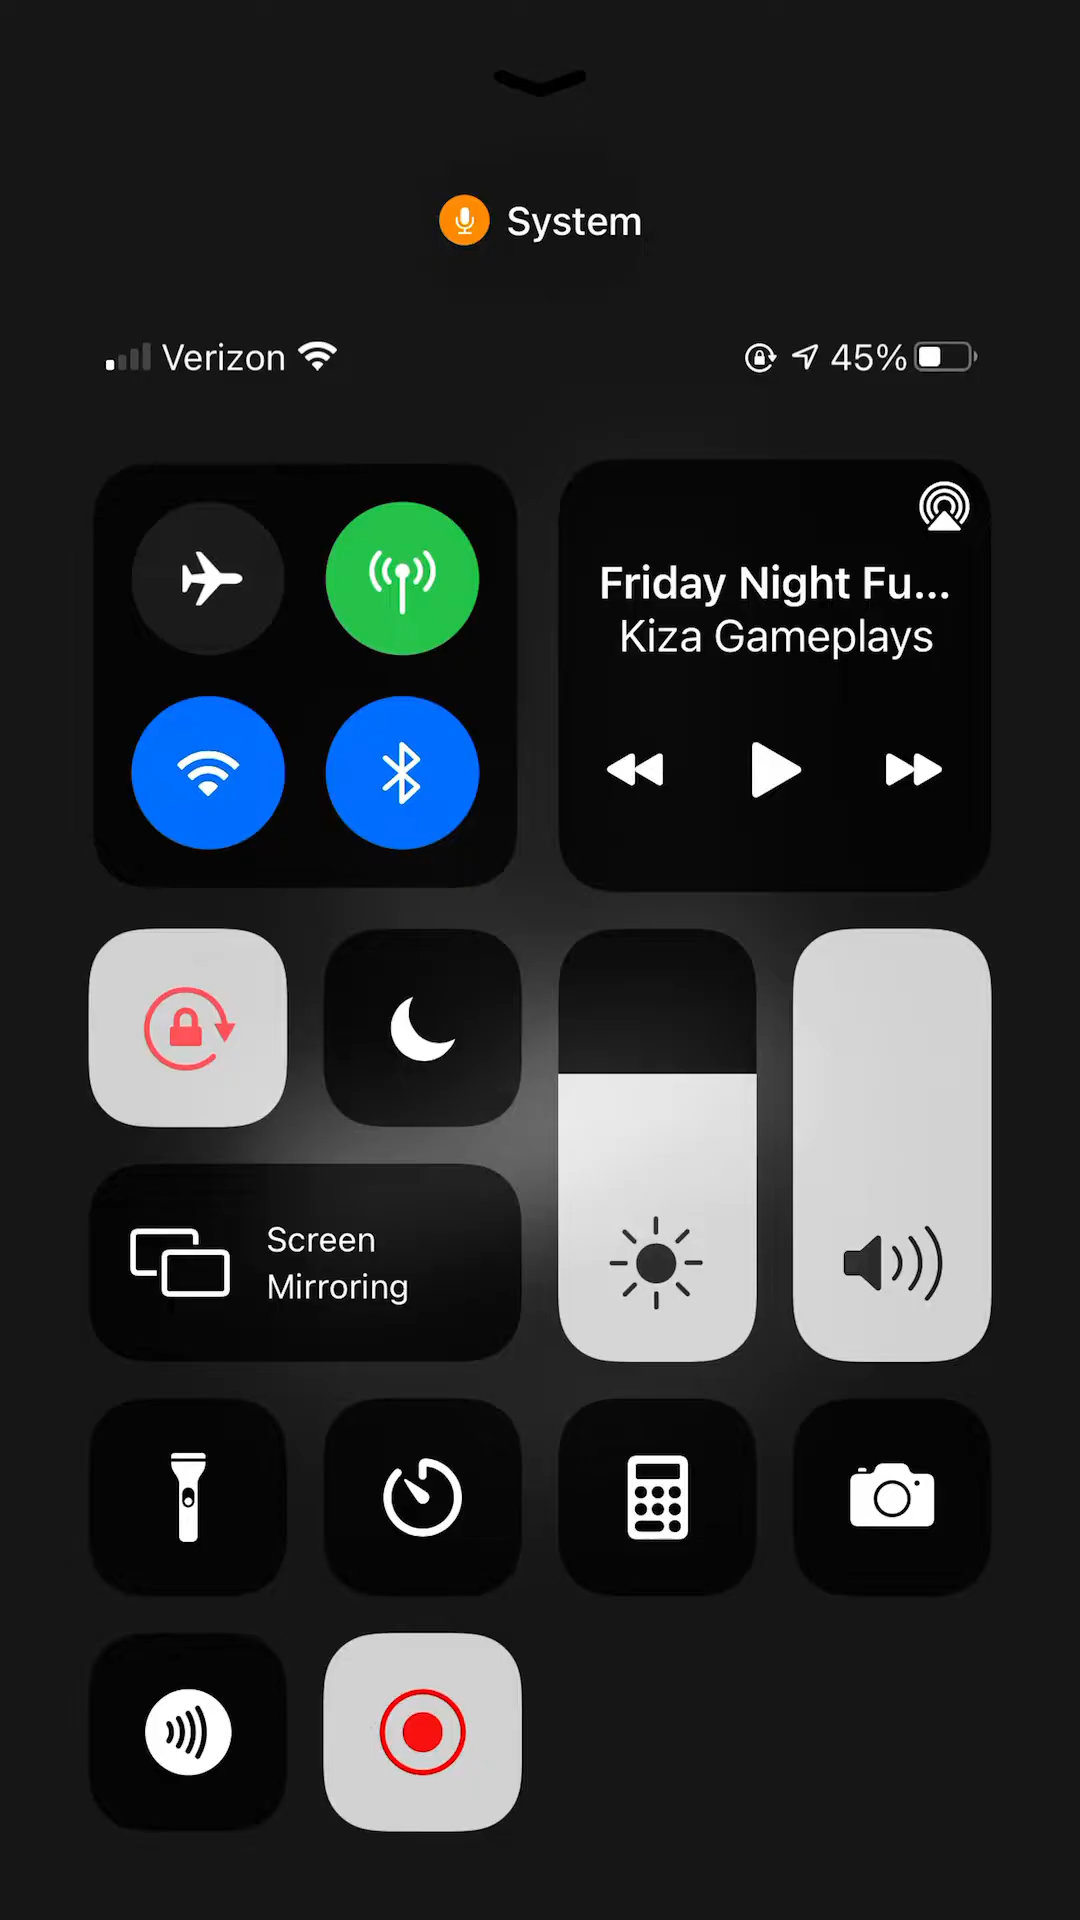 System
Verizon
45%
Friday Night Fu...
Kiza Gameplays
Screen
Mirroring